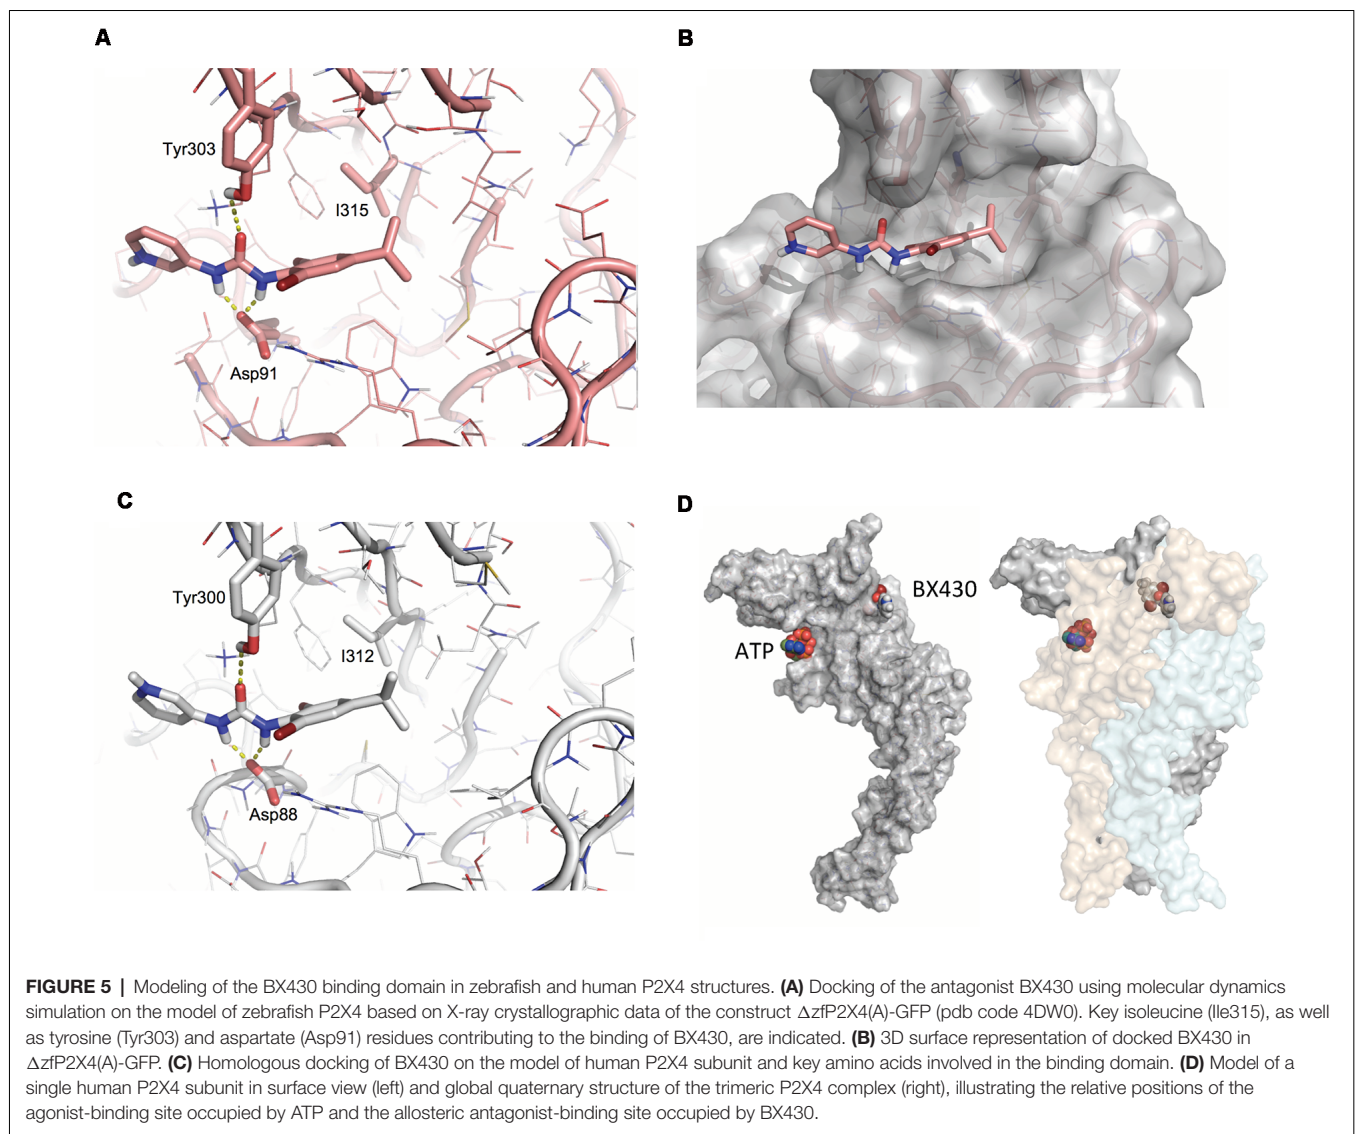 A
B
Tyr303
I315
Asp91
C
D
Tyr300
I312
Asp88
BX430
ATP
FIGURE 5 | Modeling of the BX430 binding domain in zebrafish and human P2X4 structures. (A) Docking of the antagonist BX430 using molecular dynamics
simulation on the model of zebrafish P2X4 based on X-ray crystallographic data of the construct ΔzfP2X4(A)-GFP (pdb code 4DW0). Key isoleucine (Ile315), as well
as tyrosine (Tyr303) and aspartate (Asp91) residues contributing to the binding of BX430, are indicated. (B) 3D surface representation of docked BX430 in
ΔzfP2X4(A)-GFP. (C) Homologous docking of BX430 on the model of human P2X4 subunit and key amino acids involved in the binding domain. (D) Model of a
single human P2X4 subunit in surface view (left) and global quaternary structure of the trimeric P2X4 complex (right), illustrating the relative positions of the
agonist-binding site occupied by ATP and the allosteric antagonist-binding site occupied by BX430.